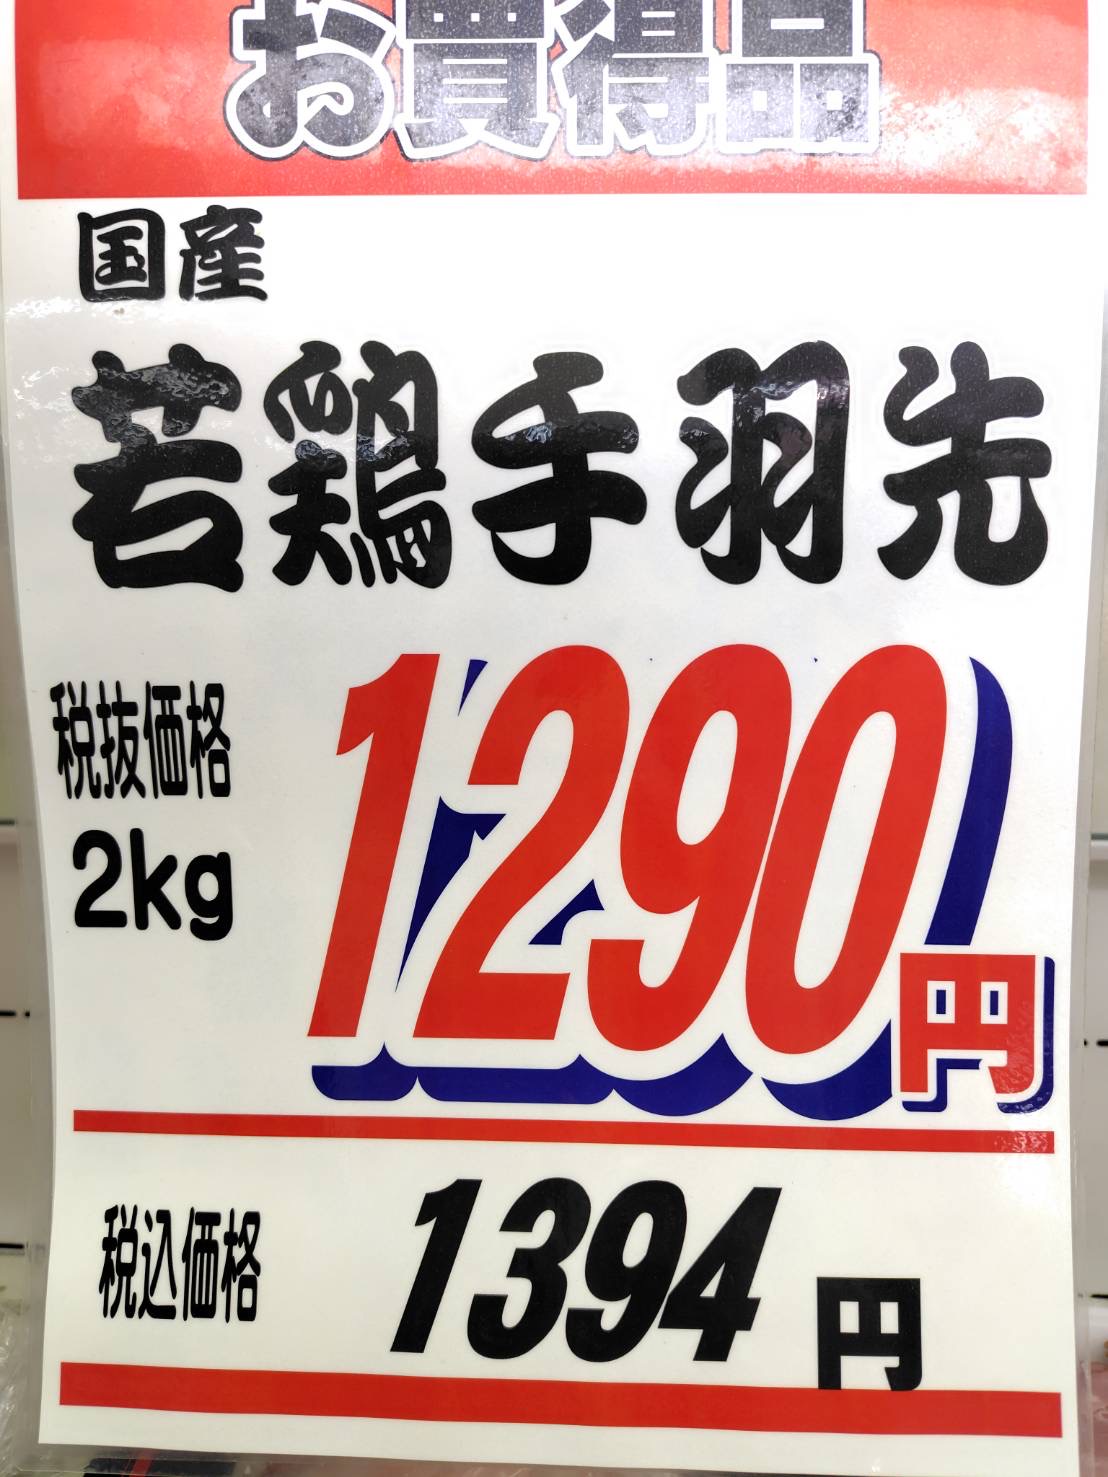 お買得品
国産
若鶏手羽先
税抜価格
2kg
1290円
税込価格
1394円